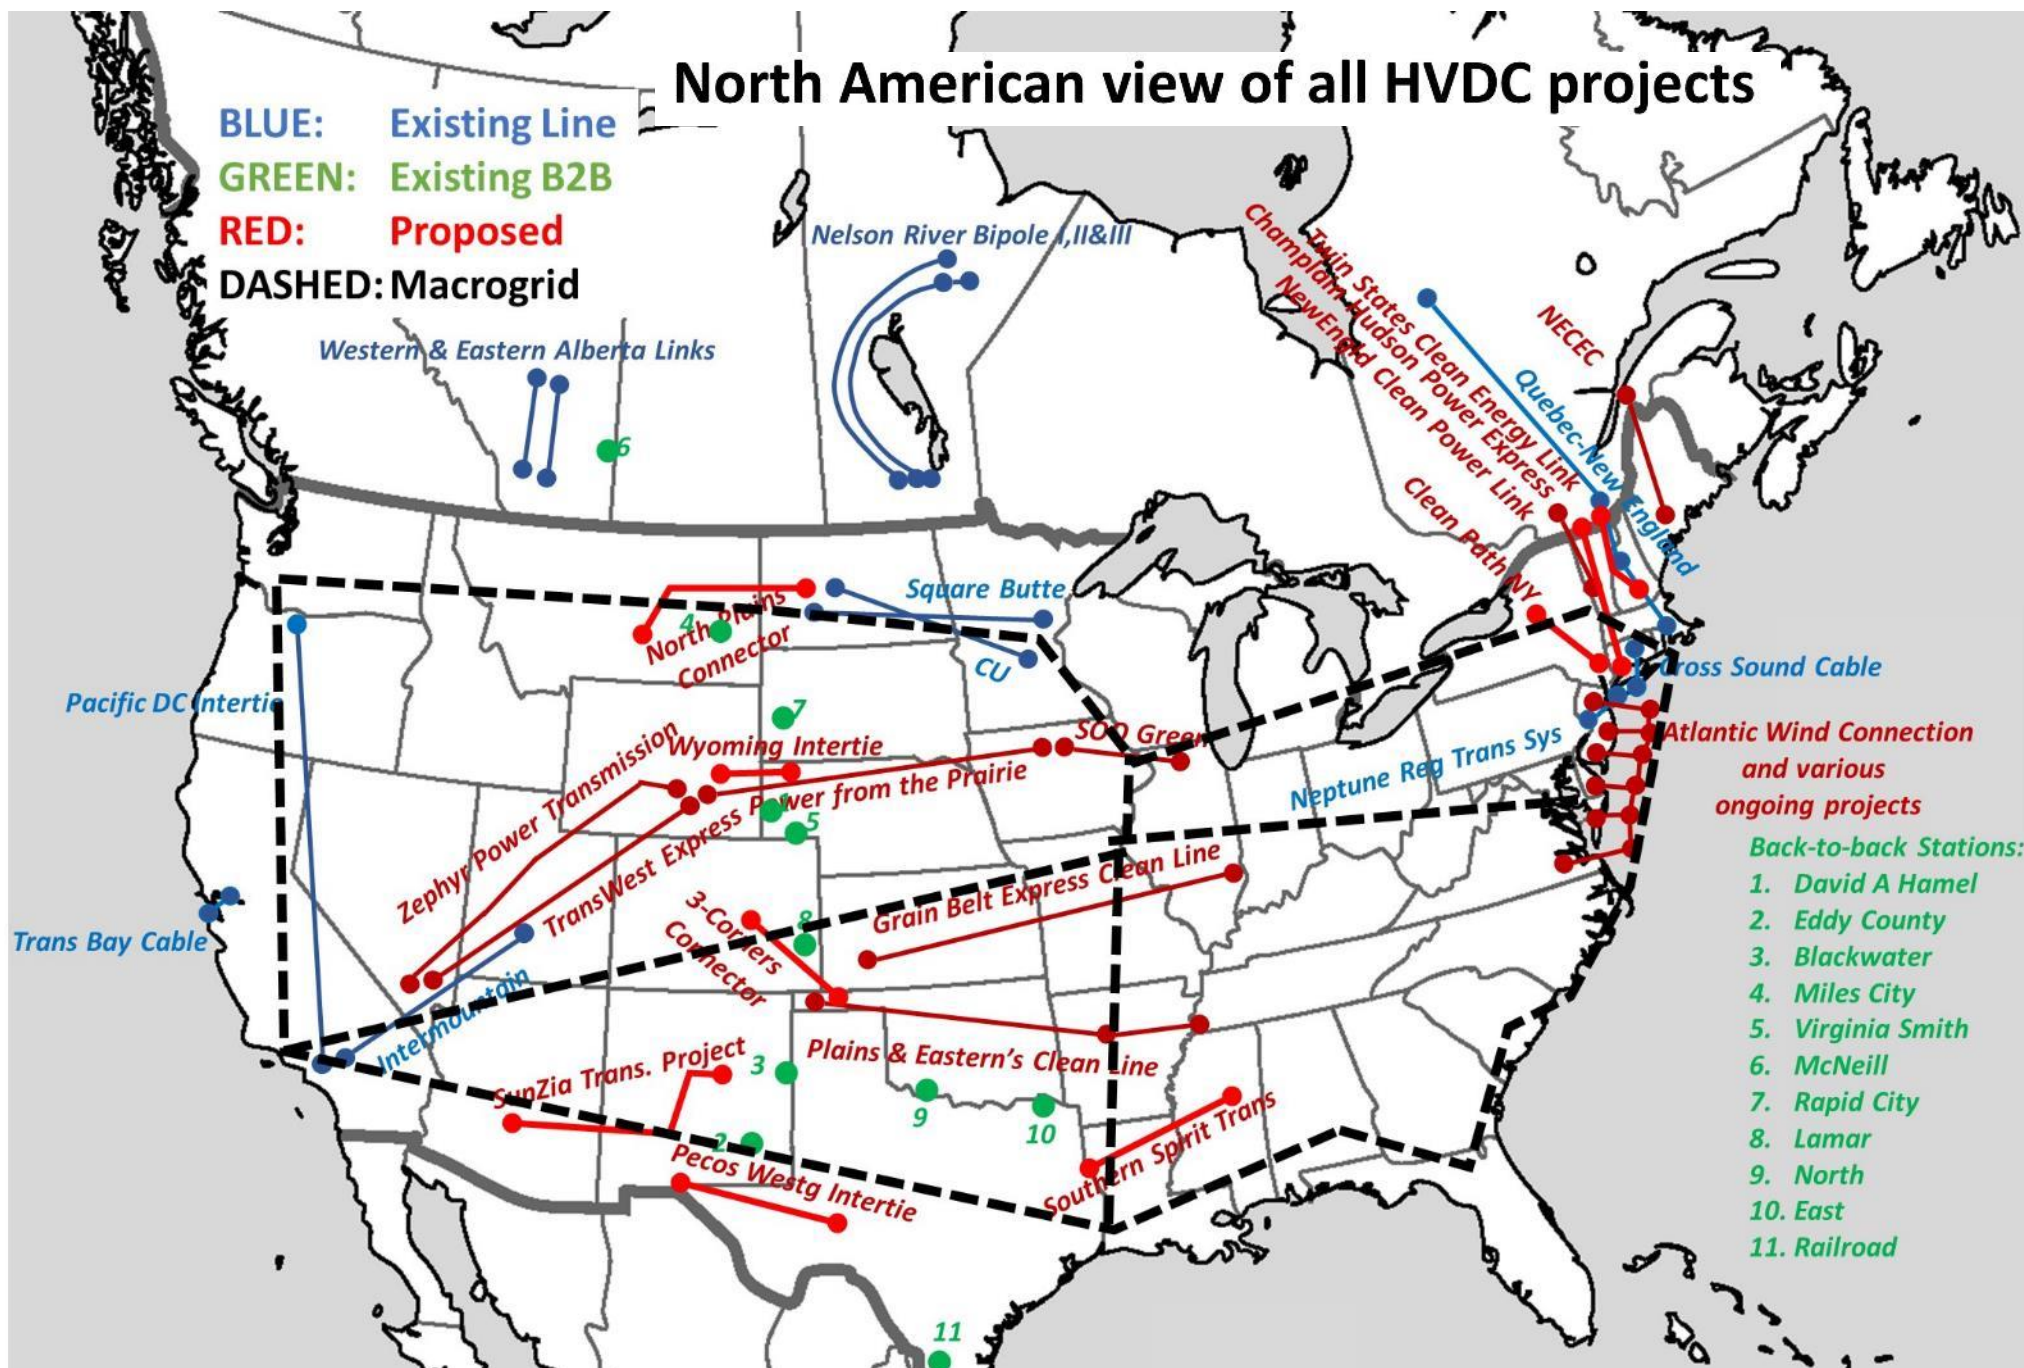 North American view of all HVDC projects
BLUE: Existing Line
GREEN: Existing B2B
RED: Proposed
DASHED: Macrogrid
Nelson River Bipole I,II&III
Western & Eastern Alberta Links
6
Twin States Clean Energy Link
Champlain Hudson Power Express
NewEngld Clean Power Link
NECEC
Quebec-New England
Clean Path NY
Square Butte
CU
4
North Plains
Connector
Pacific DC Intertie
7
Wyoming Intertie
SOO Green
Cross Sound Cable
Atlantic Wind Connection
and various
ongoing projects
Neptune Reg Trans Sys
Zephyr Power Transmission
Power from the Prairie
TransWest Express
5
Trans Bay Cable
3-Corners
Connector
8
Grain Belt Express Clean Line
Intermountain
SunZia Trans. Project
3
Plains & Eastern's Clean Line
9
10
2
Pecos Westg Intertie
Southern Spirit Trans
11
Back-to-back Stations:
1. David A Hamel
2. Eddy County
3. Blackwater
4. Miles City
5. Virginia Smith
6. McNeill
7. Rapid City
8. Lamar
9. North
10. East
11. Railroad